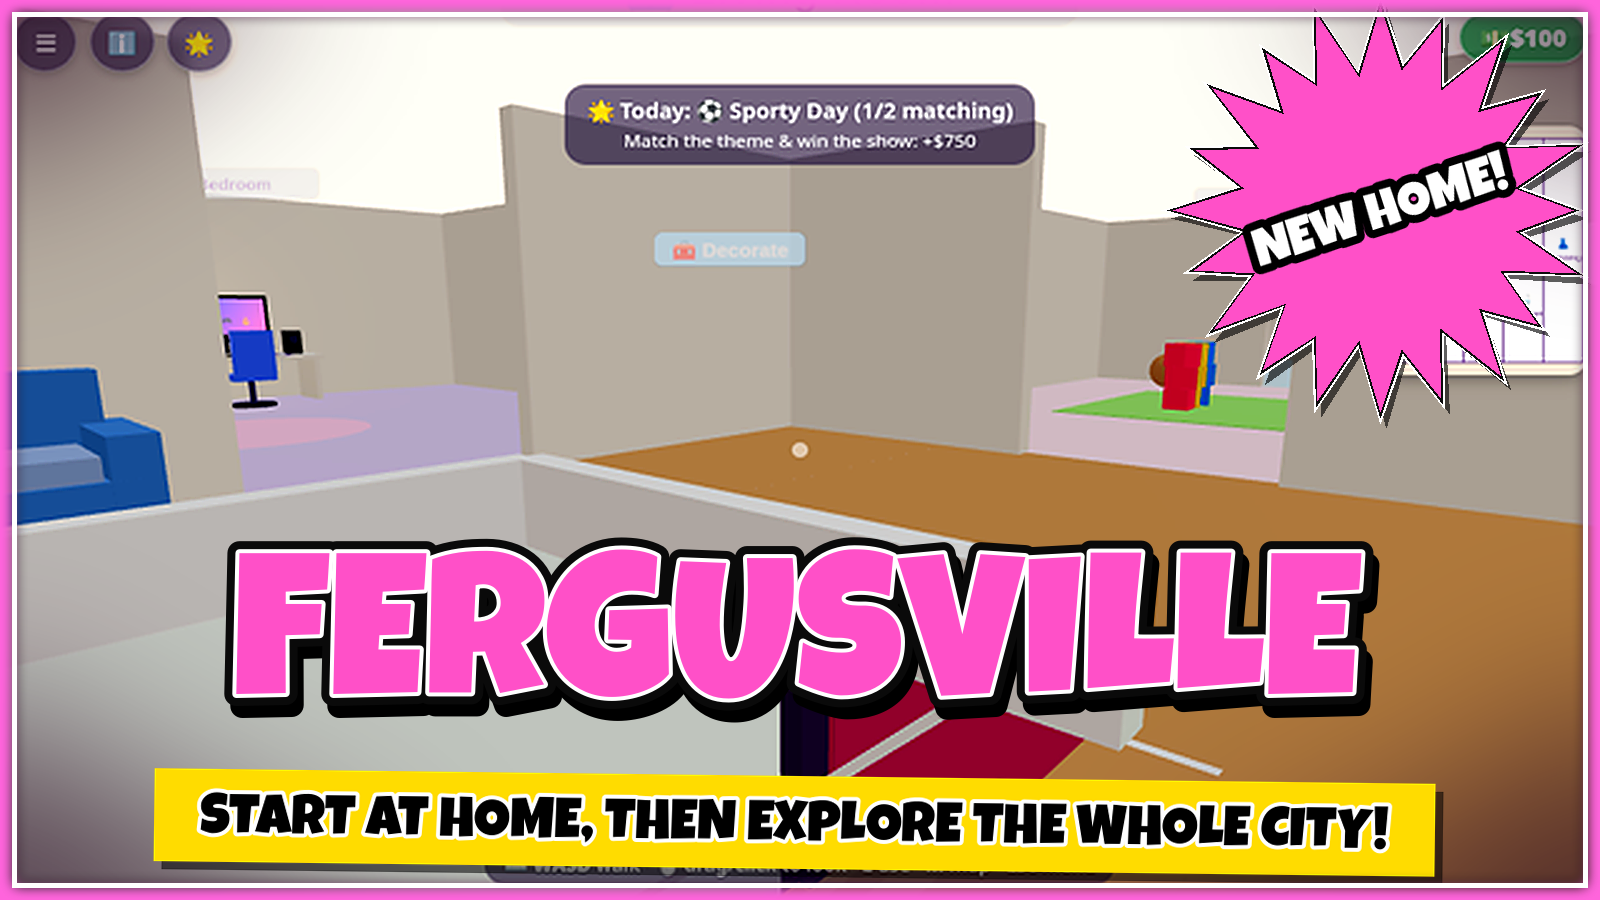 $100
🌟 Today: ⚽ Sporty Day (1/2 matching)
Match the theme & win the show: +$750
Bedroom
NEW HOME!
Decorate
FERGUSVILLE
START AT HOME, THEN EXPLORE THE WHOLE CITY!